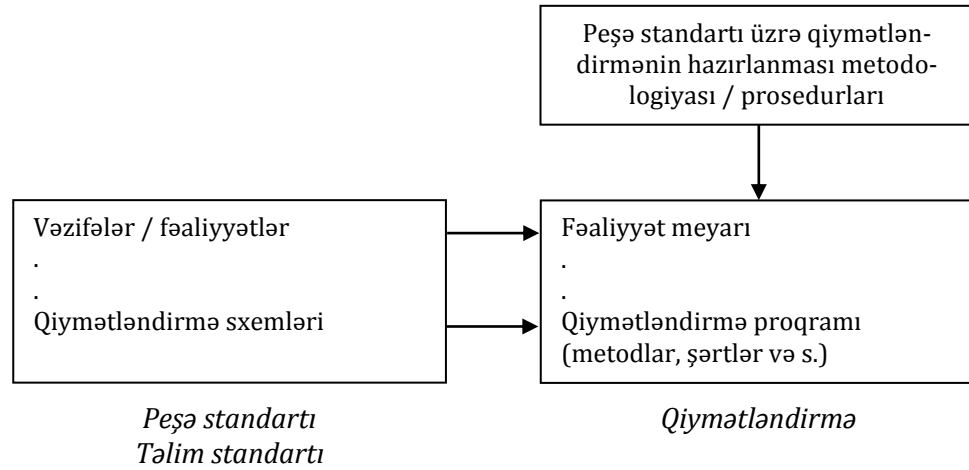 Peşə standartı üzrə qiymətlən-
dirmənin hazırlanması metodo-
logiyası / prosedurları
Vəzifələr / fəaliyyətlər
.
.
Qiymətləndirmə sxemləri
Fəaliyyət meyarı
.
.
Qiymətləndirmə proqramı
(metodlar, şərtlər və s.)
Peşə standartı
Təlim standartı
Qiymətləndirmə